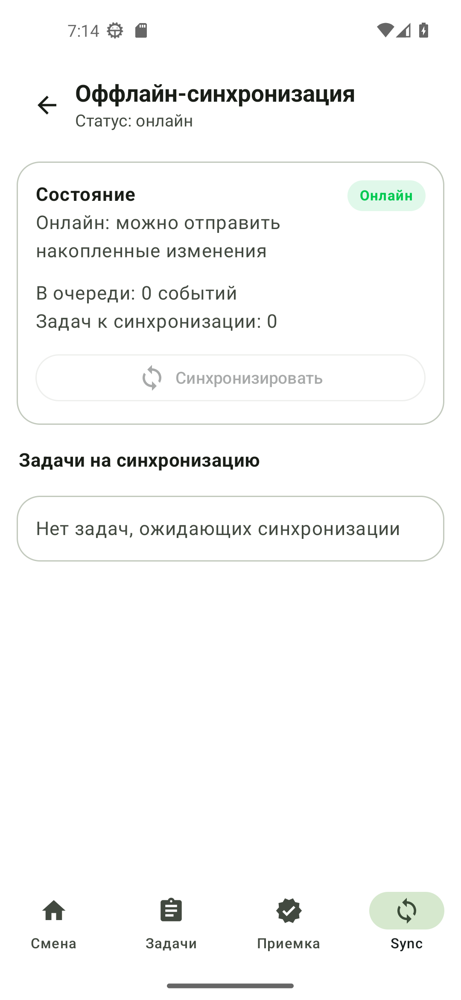 7:14
Оффлайн-синхронизация
Статус: онлайн
Состояние
Онлайн
Онлайн: можно отправить
накопленные изменения
В очереди: 0 событий
Задач к синхронизации: 0
Синхронизировать
Задачи на синхронизацию
Нет задач, ожидающих синхронизации
Смена
Задачи
Приемка
Sync